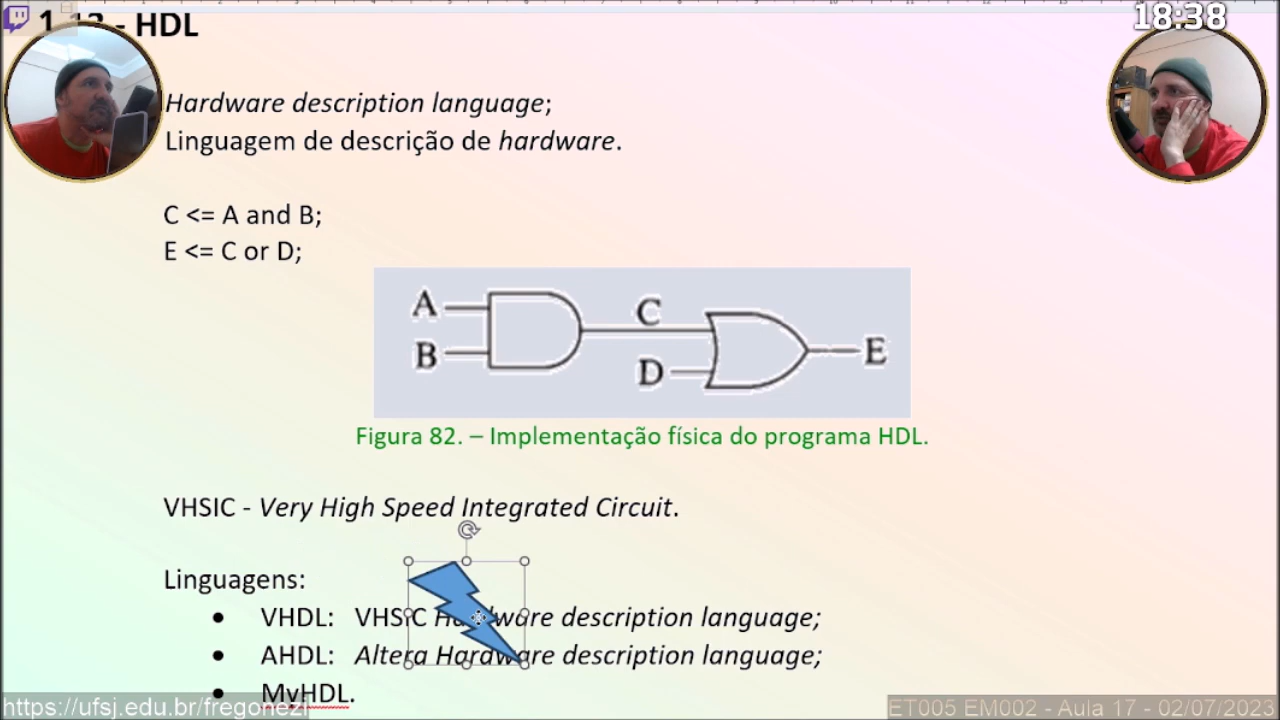 18:38
1.13 - HDL
Hardware description language;
Linguagem de descrição de hardware.
C <= A and B;
E <= C or D;
A
B
C
D
E
Figura 82. – Implementação física do programa HDL.
VHSIC - Very High Speed Integrated Circuit.
Linguagens:
• VHDL: VHSIC Hardware description language;
• AHDL: Altera Hardware description language;
• MyHDL.
https://ufsj.edu.br/fregonezi
ET005 EM002 - Aula 17 - 02/07/2023